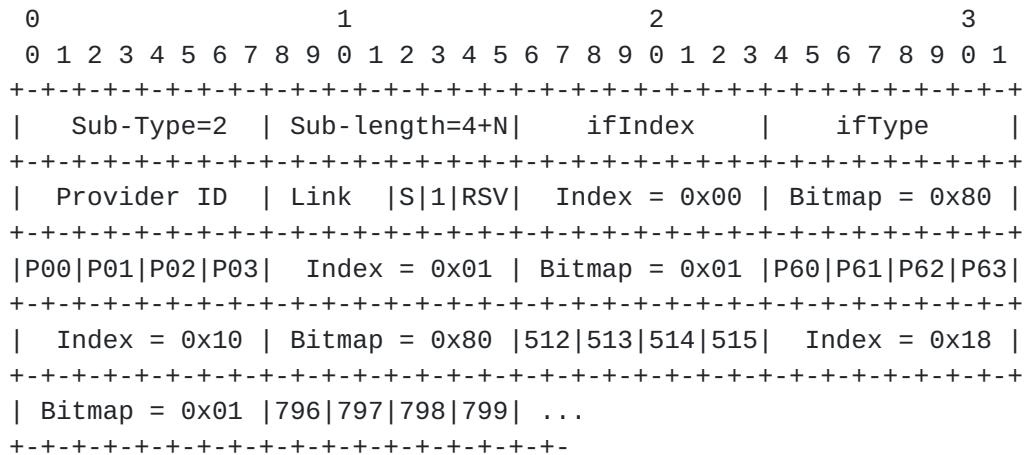 0                   1                   2                   3
 0 1 2 3 4 5 6 7 8 9 0 1 2 3 4 5 6 7 8 9 0 1 2 3 4 5 6 7 8 9 0 1
+-+-+-+-+-+-+-+-+-+-+-+-+-+-+-+-+-+-+-+-+-+-+-+-+-+-+-+-+-+-+-+-+
|   Sub-Type=2  | Sub-length=4+N|    ifIndex    |    ifType     |
+-+-+-+-+-+-+-+-+-+-+-+-+-+-+-+-+-+-+-+-+-+-+-+-+-+-+-+-+-+-+-+-+
|  Provider ID  | Link  |S|1|RSV|  Index = 0x00 | Bitmap = 0x80 |
+-+-+-+-+-+-+-+-+-+-+-+-+-+-+-+-+-+-+-+-+-+-+-+-+-+-+-+-+-+-+-+-+
|P00|P01|P02|P03|  Index = 0x01 | Bitmap = 0x01 |P60|P61|P62|P63|
+-+-+-+-+-+-+-+-+-+-+-+-+-+-+-+-+-+-+-+-+-+-+-+-+-+-+-+-+-+-+-+-+
|  Index = 0x10 | Bitmap = 0x80 |512|513|514|515|  Index = 0x18 |
+-+-+-+-+-+-+-+-+-+-+-+-+-+-+-+-+-+-+-+-+-+-+-+-+-+-+-+-+-+-+-+-+
| Bitmap = 0x01 |796|797|798|799| ...
+-+-+-+-+-+-+-+-+-+-+-+-+-+-+-+-+-+-